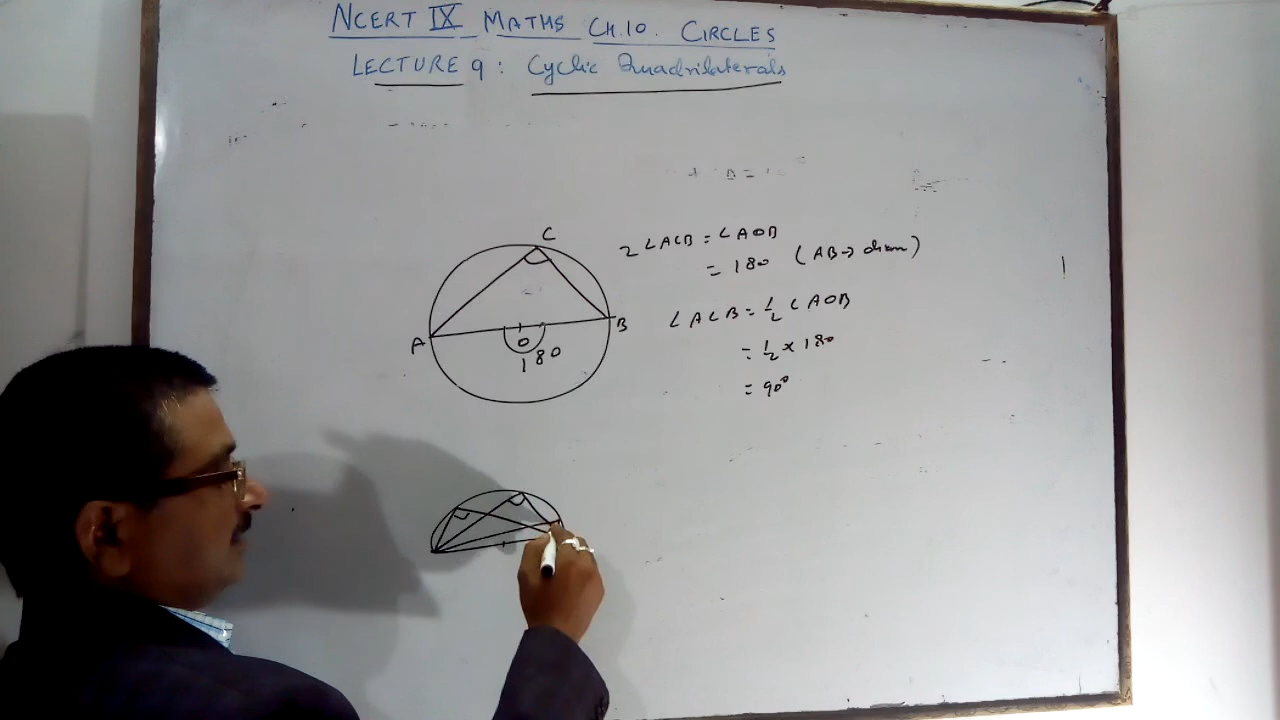 NCERT IX MATHS CH.10. CIRCLES
LECTURE 9: Cyclic Quadrilaterals
C
A
B
O
180
2 ∠ACB = ∠AOB
= 180 (AB→ diam)
∠ACB = 1/2 ∠AOB
= 1/2 × 180
= 90°